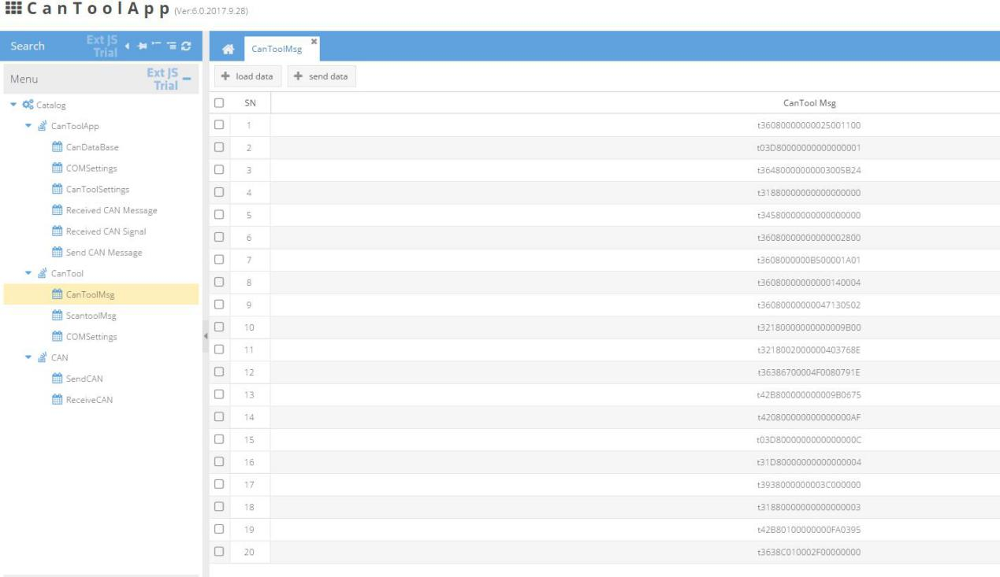 CanToolApp (Ver:6.0.2017.9.28)
Search
Ext JS Trial
CanToolMsg
Menu
Ext JS Trial
load data
send data
Catalog
CanToolApp
CanDataBase
COMSettings
CanToolSettings
Received CAN Message
Received CAN Signal
Send CAN Message
CanTool
CanToolMsg
ScantoolMsg
COMSettings
CAN
SendCAN
ReceiveCAN
SN CanTool Msg
1 t36080000000025001100
2 t03D80000000000000001
3 t36480000000003005B24
4 t31880000000000000000
5 t34580000000000000000
6 t36080000000000002800
7 t3608000000B500001A01
8 t36080000000000140004
9 t36080000000047130502
10 t32180000000000009B00
11 t3218002000000403768E
12 t36386700004F0080791E
13 t42B800000000009B0675
14 t420800000000000000AF
15 t03D8000000000000000C
16 t31D80000000000000004
17 t3938000000003C000000
18 t31880000000000000003
19 t42B80100000000FA0395
20 t3638C010002F00000000